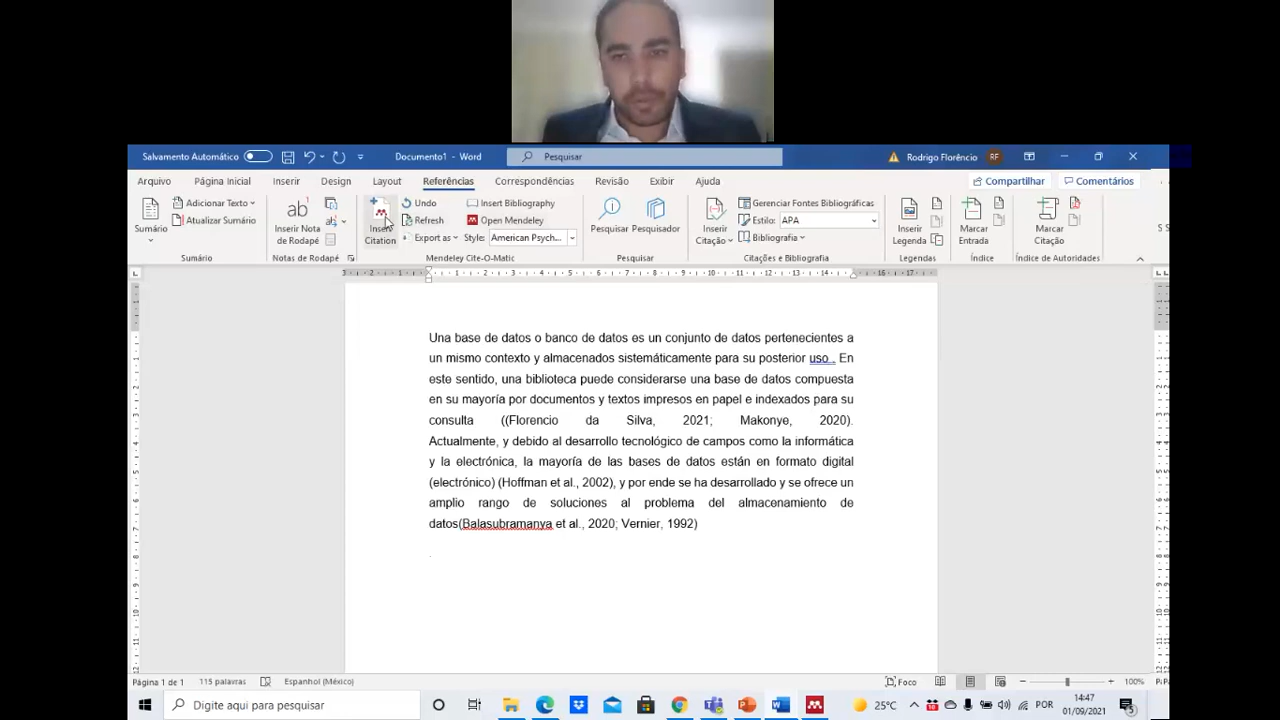 Salvamento Automático
Documento1 - Word
Pesquisar
Rodrigo Florêncio
RF
Arquivo
Página Inicial
Inserir
Design
Layout
Referências
Correspondências
Revisão
Exibir
Ajuda
Compartilhar
Comentários
Sumário
Adicionar Texto
Atualizar Sumário
Sumário
ab
Inserir Nota
de Rodapé
ab
Notas de Rodapé
Insert
Citation
Undo
Refresh
Export as
Insert Bibliography
Open Mendeley
Style: American Psych...
Mendeley Cite-O-Matic
Pesquisar
Pesquisador
Pesquisar
Inserir
Citação
Gerenciar Fontes Bibliográficas
Estilo: APA
Bibliografia
Citações e Bibliografia
Inserir
Legenda
Legendas
Marcar
Entrada
Índice
Marcar
Citação
Índice de Autoridades
Una base de datos o banco de datos es un conjunto de datos pertenecientes a
un mismo contexto y almacenados sistemáticamente para su posterior uso . En
este sentido, una biblioteca puede considerarse una base de datos compuesta
en su mayoría por documentos y textos impresos en papel e indexados para su
consulta ((Florencio da Silva, 2021; Makonye, 2020).
Actualmente, y debido al desarrollo tecnológico de campos como la informática
y la electrónica, la mayoría de las bases de datos están en formato digital
(electrónico) (Hoffman et al., 2002), y por ende se ha desarrollado y se ofrece un
amplio rango de soluciones al problema del almacenamiento de
datos(Balasubramanya et al., 2020; Vernier, 1992)
Página 1 de 1
115 palavras
Espanhol (México)
Foco
100%
Digite aqui para pesquisar
25°C
POR
14:47
01/09/2021
5